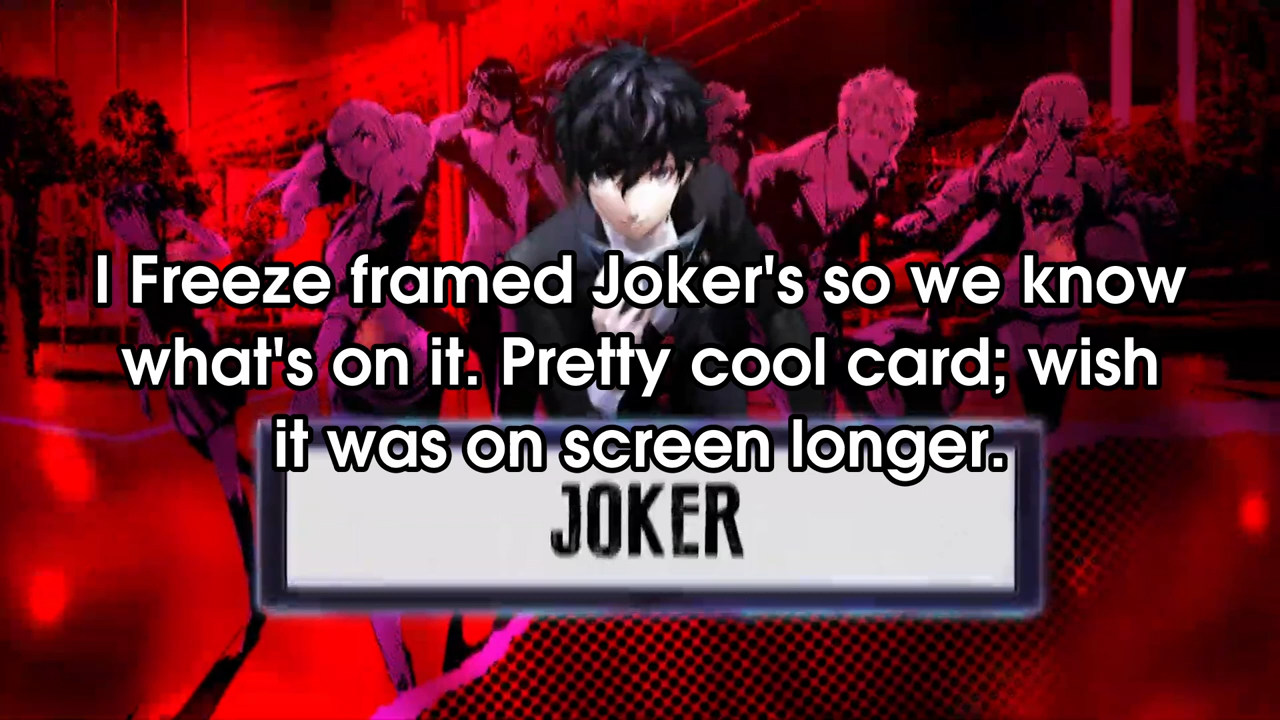 I Freeze framed Joker's so we know
what's on it. Pretty cool card; wish
it was on screen longer.
JOKER